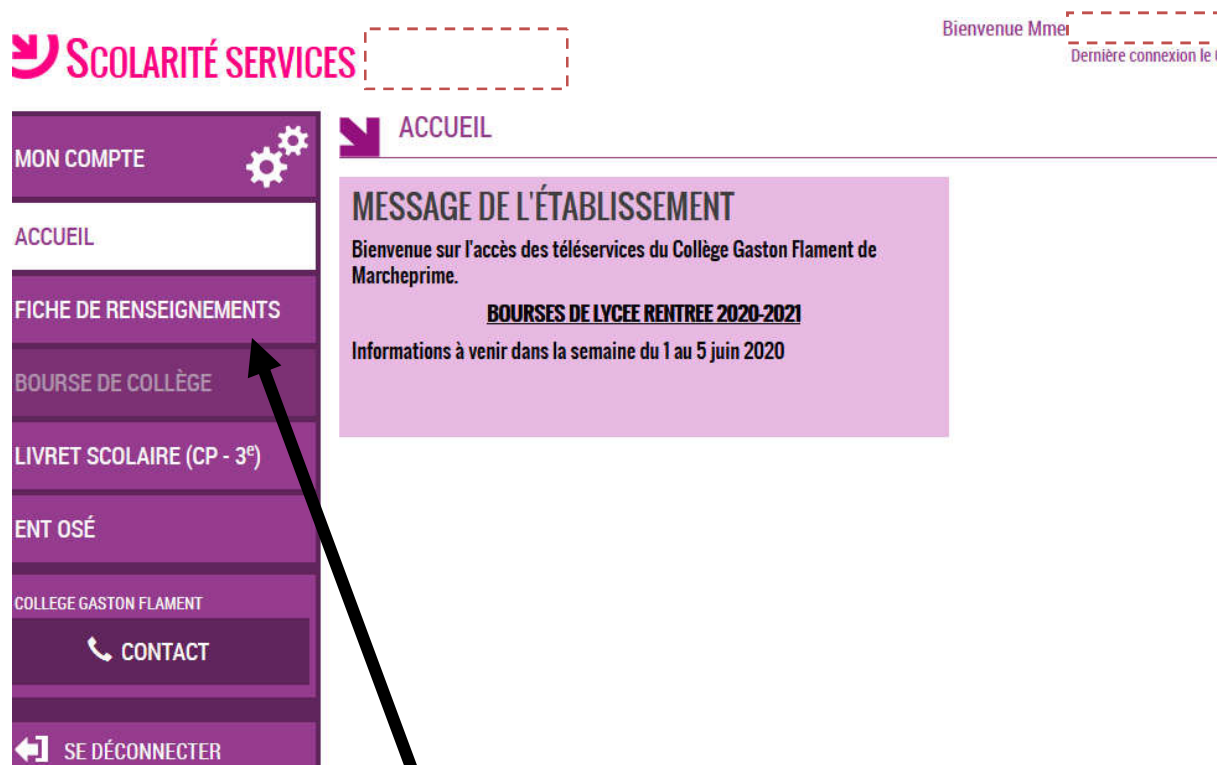 SCOLARITÉ SERVICES
Bienvenue Mme
Dernière connexion le
MON COMPTE
ACCUEIL
FICHE DE RENSEIGNEMENTS
BOURSE DE COLLÈGE
LIVRET SCOLAIRE (CP - 3e)
ENT OSÉ
COLLEGE GASTON FLAMENT
CONTACT
SE DÉCONNECTER
ACCUEIL
MESSAGE DE L'ÉTABLISSEMENT
Bienvenue sur l'accès des téléservices du Collège Gaston Flament de
Marcheprime.
BOURSES DE LYCEE RENTREE 2020-2021
Informations à venir dans la semaine du 1 au 5 juin 2020